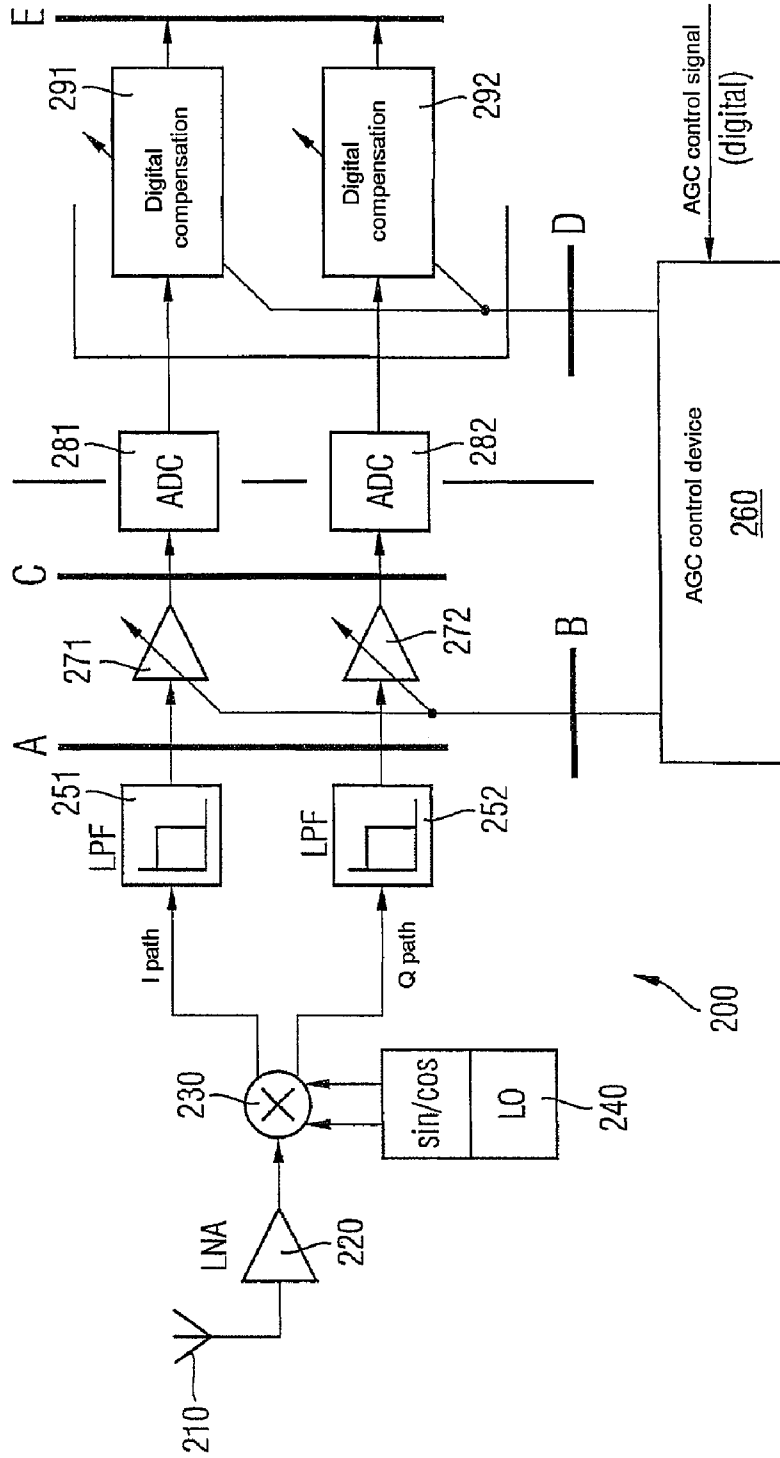 210
LNA
220
230
sin/cos
LO
240
200
I path
Q path
LPF
251
LPF
252
A
271
272
B
C
ADC
281
ADC
282
Digital
compensation
291
Digital
compensation
292
D
E
AGC control device
260
AGC control signal
(digital)